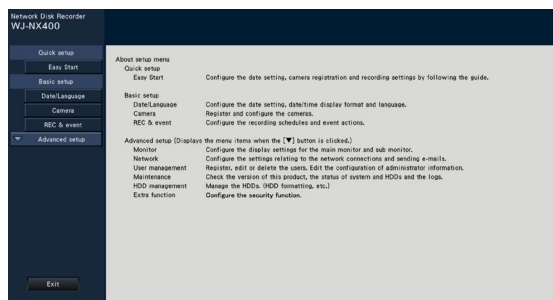 Network Disk Recorder
WJ-NX400
Quick setup
Easy Start
Basic setup
Date/Language
Camera
REC & event
Advanced setup
Exit
About setup menu
Quick setup
Easy Start Configure the date setting, camera registration and recording settings by following the guide.
Basic setup
Date/Language Configure the date setting, date/time display format and language.
Camera Register and configure the cameras.
REC & event Configure the recording schedules and event actions.
Advanced setup (Displays the menu items when the [▼] button is clicked.)
Monitor Configure the display settings for the main monitor and sub monitor.
Network Configure the settings relating to the network connections and sending e-mails.
User management Register, edit or delete the users. Edit the configuration of administrator information.
Maintenance Check the version of this product, the status of system and HDDs and the logs.
HDD management Manage the HDDs. (HDD formatting, etc.)
Extra function Configure the security function.